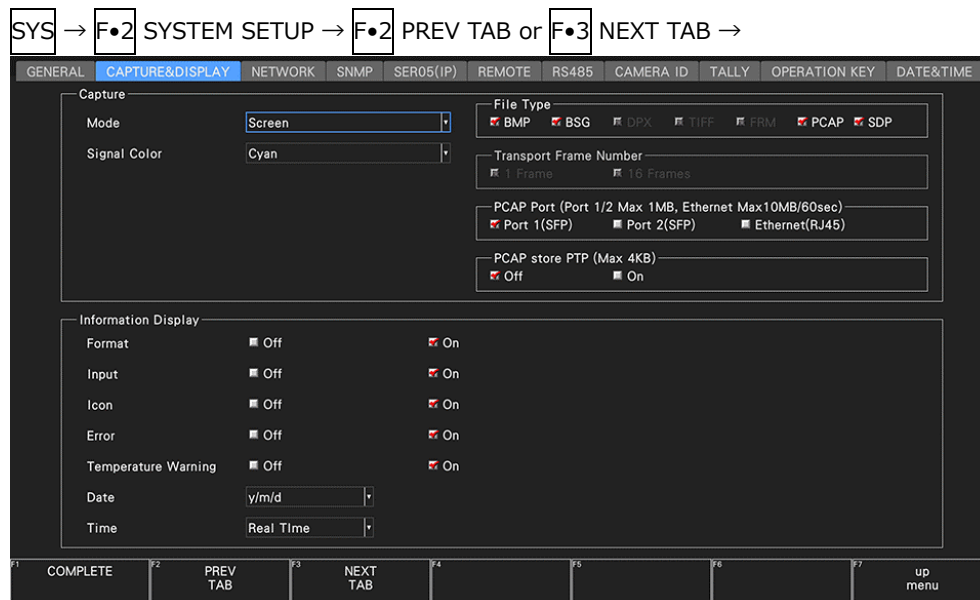 SYS → F•2 SYSTEM SETUP → F•2 PREV TAB or F•3 NEXT TAB →
GENERAL CAPTURE&DISPLAY NETWORK SNMP SER05(IP) REMOTE RS485 CAMERA ID TALLY OPERATION KEY DATE&TIME
Capture
Mode Screen
Signal Color Cyan
File Type
BMP BSG DPX TIFF FRM PCAP SDP
Transport Frame Number
1 Frame 16 Frames
PCAP Port (Port 1/2 Max 1MB, Ethernet Max10MB/60sec)
Port 1(SFP) Port 2(SFP) Ethernet(RJ45)
PCAP store PTP (Max 4KB)
Off On
Information Display
Format Off On
Input Off On
Icon Off On
Error Off On
Temperature Warning Off On
Date y/m/d
Time Real TIme
F1 COMPLETE
F2 PREV
TAB
F3 NEXT
TAB
F4
F5
F6
F7 up
menu